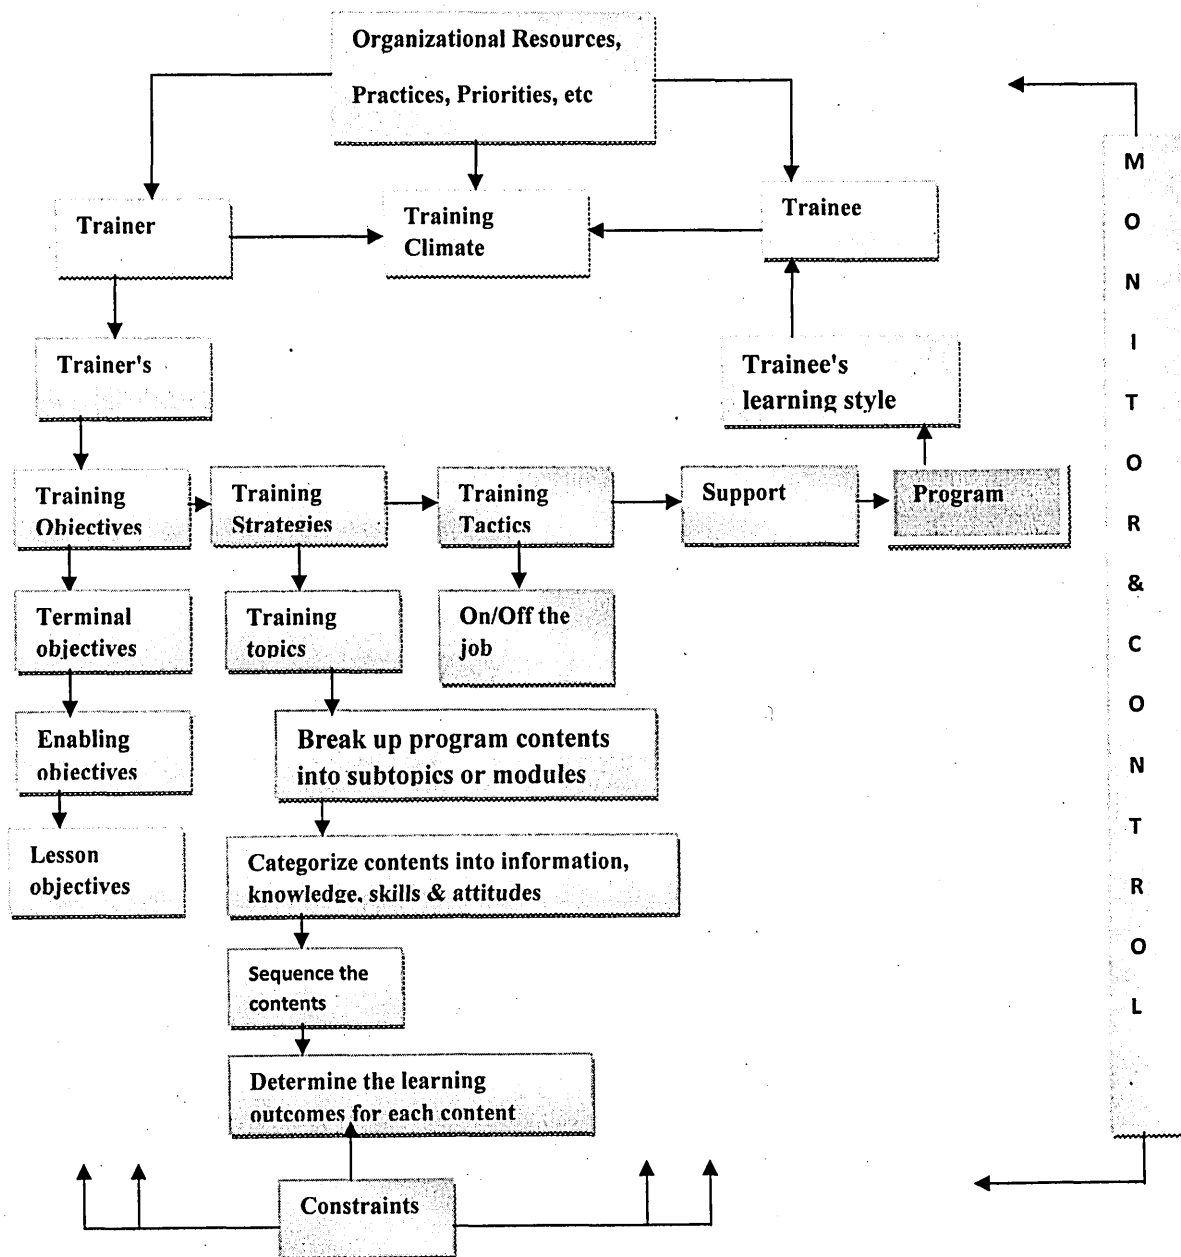 Organizational Resources,
Practices, Priorities, etc
Trainer
Training
Climate
Trainee
Trainer's
Trainee's
learning style
Training
Objectives
Training
Strategies
Training
Tactics
Support
Program
Terminal
objectives
Training
topics
On/Off the
job
Enabling
objectives
Break up program contents
into subtopics or modules
Lesson
objectives
Categorize contents into information,
knowledge, skills & attitudes
Sequence the
contents
Determine the learning
outcomes for each content
Constraints
M
O
N
I
T
O
R&
C
O
N
T
R
O
L